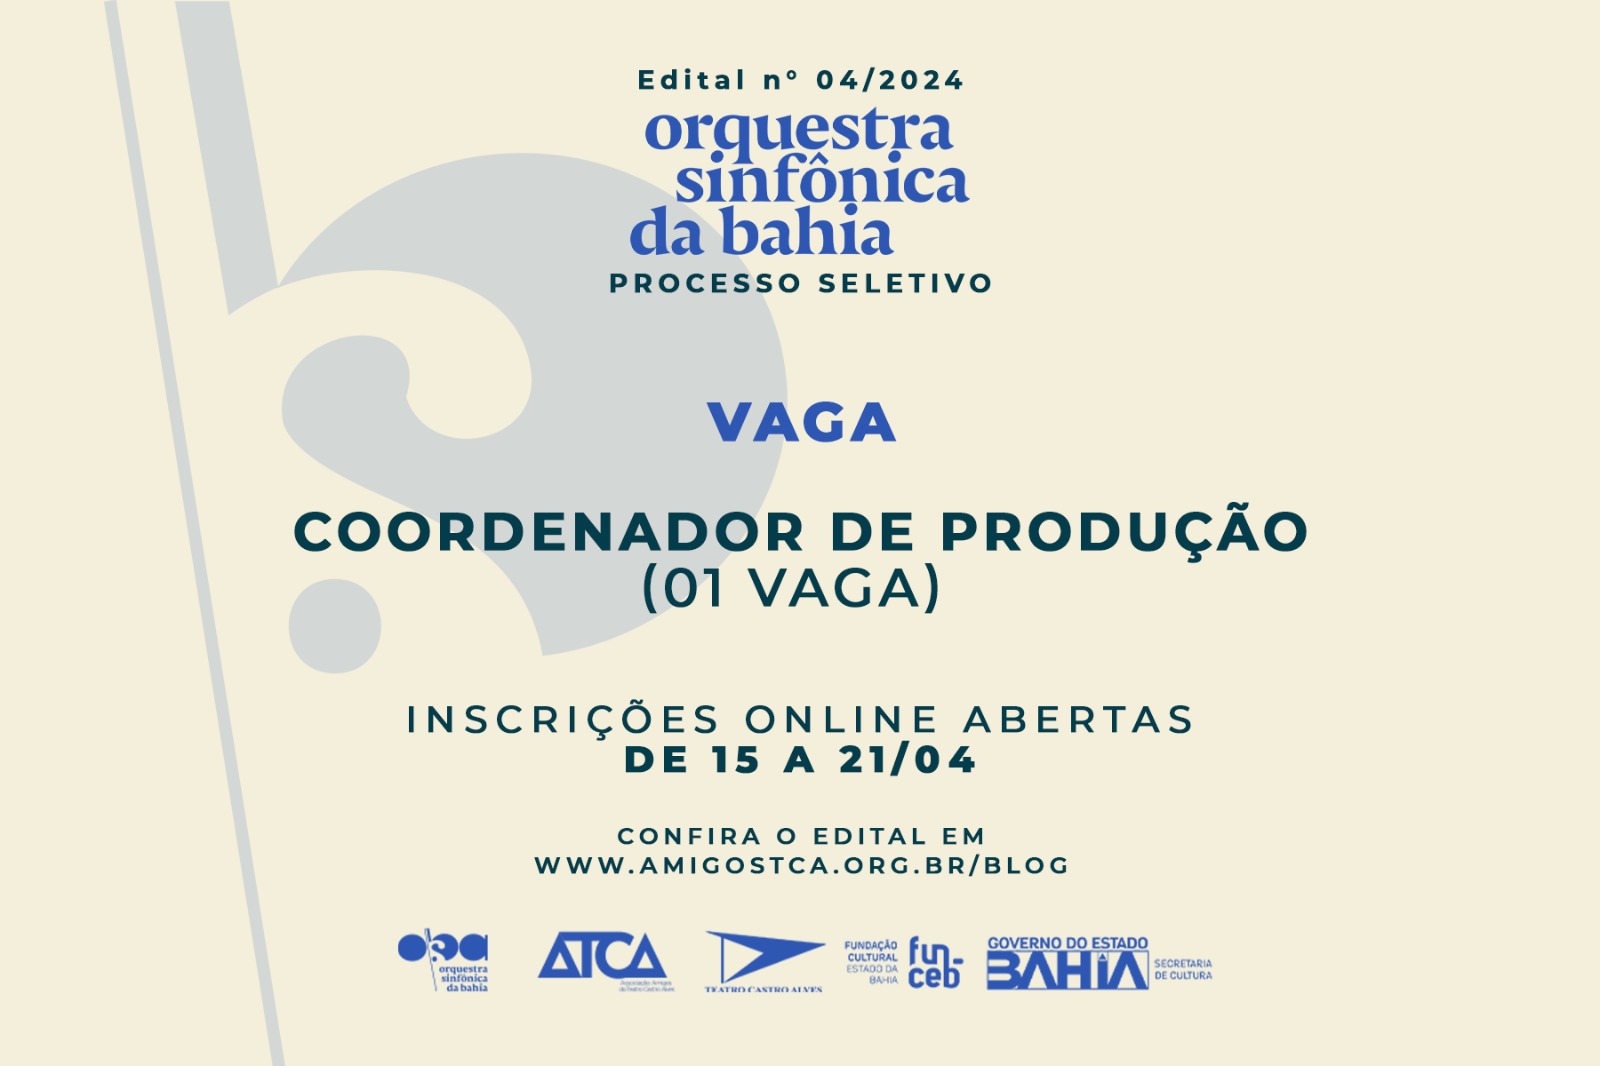 Edital nº 04/2024
orquestra
sinfônica
da bahia
PROCESSO SELETIVO
VAGA
COORDENADOR DE PRODUÇÃO
(01 VAGA)
INSCRIÇÕES ONLINE ABERTAS
DE 15 A 21/04
CONFIRA O EDITAL EM
WWW.AMIGOSTCA.ORG.BR/BLOG
orquestra
sinfônica
da bahia
ATCA
Associação Amigos
do Teatro Castro Alves
TEATRO CASTRO ALVES
FUNDAÇÃO
CULTURAL
ESTADO DA
BAHIA
fun-
ceb
GOVERNO DO ESTADO
BAHIA
SECRETARIA
DE CULTURA